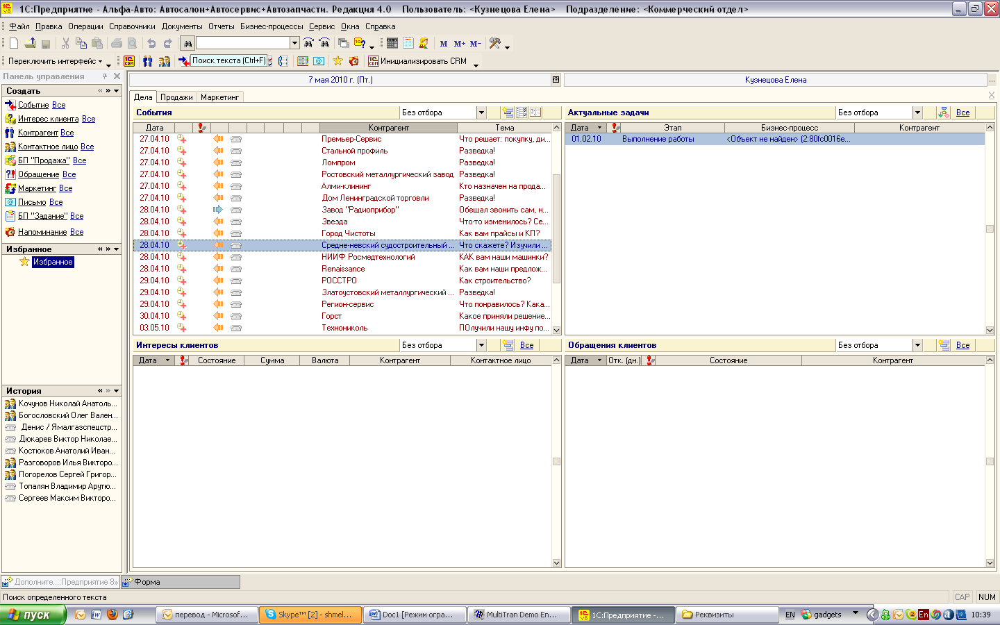 1С:Предприятие - Альфа-Авто: Автосалон+Автосервис+Автозапчасти. Редакция 4.0 Пользователь: <Кузнецова Елена> Подразделение: <Коммерческий отдел>
Файл Правка Операции Справочники Документы Отчеты Бизнес-процессы Сервис Окна Справка
M M+ M-
Переключить интерфейс Поиск текста (Ctrl+F) Инициализировать CRM
Панель управления
7 мая 2010 г. (Пт.) Кузнецова Елена
Создать
Событие Все
Интерес клиента Все
Контрагент Все
Контактное лицо Все
БП "Продажа" Все
Обращение Все
Маркетинг Все
Письмо Все
БП "Задание" Все
Напоминание Все
Избранное
Избранное
История
Кочунов Николай Анатоль...
Богословский Олег Вален...
Денис / Ямалгазспецстр...
Дюкарев Виктор Николае...
Костюков Анатолий Иван...
Разговоров Илья Викторо...
Погорелов Сергей Григор...
Топалян Владимир Арутю...
Сергеев Максим Викторо...
Дела Продажи Маркетинг
События Без отбора
Дата Контрагент Тема
27.04.10 Премьер-Сервис Что решает: покупку, ди...
27.04.10 Стальной профиль Разведка!
27.04.10 Ломпром Разведка!
27.04.10 Ростовский металлургический завод Разведка!
27.04.10 Алми-клининг Кто назначен на прода...
27.04.10 Дом Ленинградской торговли Разведка!
28.04.10 Завод "Радиоприбор" Обещал звонить сам, н...
28.04.10 Звезда Что-то изменилось? Се...
28.04.10 Город Чистоты Как вам прайсы и КП?
28.04.10 Средне-невский судостроительный ... Что скажете? Изучили ...
28.04.10 НИИФ Росмедтехнологий КАК вам наши машинки?
28.04.10 Renaissance Как вам наши предлож...
29.04.10 РОССТРО Как строительство?
29.04.10 Златоустовский металлургический ... Разведка!
29.04.10 Регион-сервис Что понравилось? Кака...
30.04.10 Горст Какое приняли решение...
03.05.10 Технониколь ПОлучили нашу инфу по...
Актуальные задачи Без отбора Все
Дата Этап Бизнес-процесс Контрагент
01.02.10 Выполнение работы <Объект не найден> (2:80fc0016e...
Интересы клиентов Без отбора Все
Дата Состояние Сумма Валюта Контрагент Контактное лицо
Обращения клиентов Без отбора Все
Дата Отк. (дн.) Состояние Контрагент
Дополните...:Предприятие 8» Форма
Поиск определенного текста CAP NUM
пуск перевод - Microsof... Skype™ [2] - shmel... Doc1 [Режим огра... MultiTran Demo En... 1С:Предприятие -... Реквизиты EN gadgets En 10:39